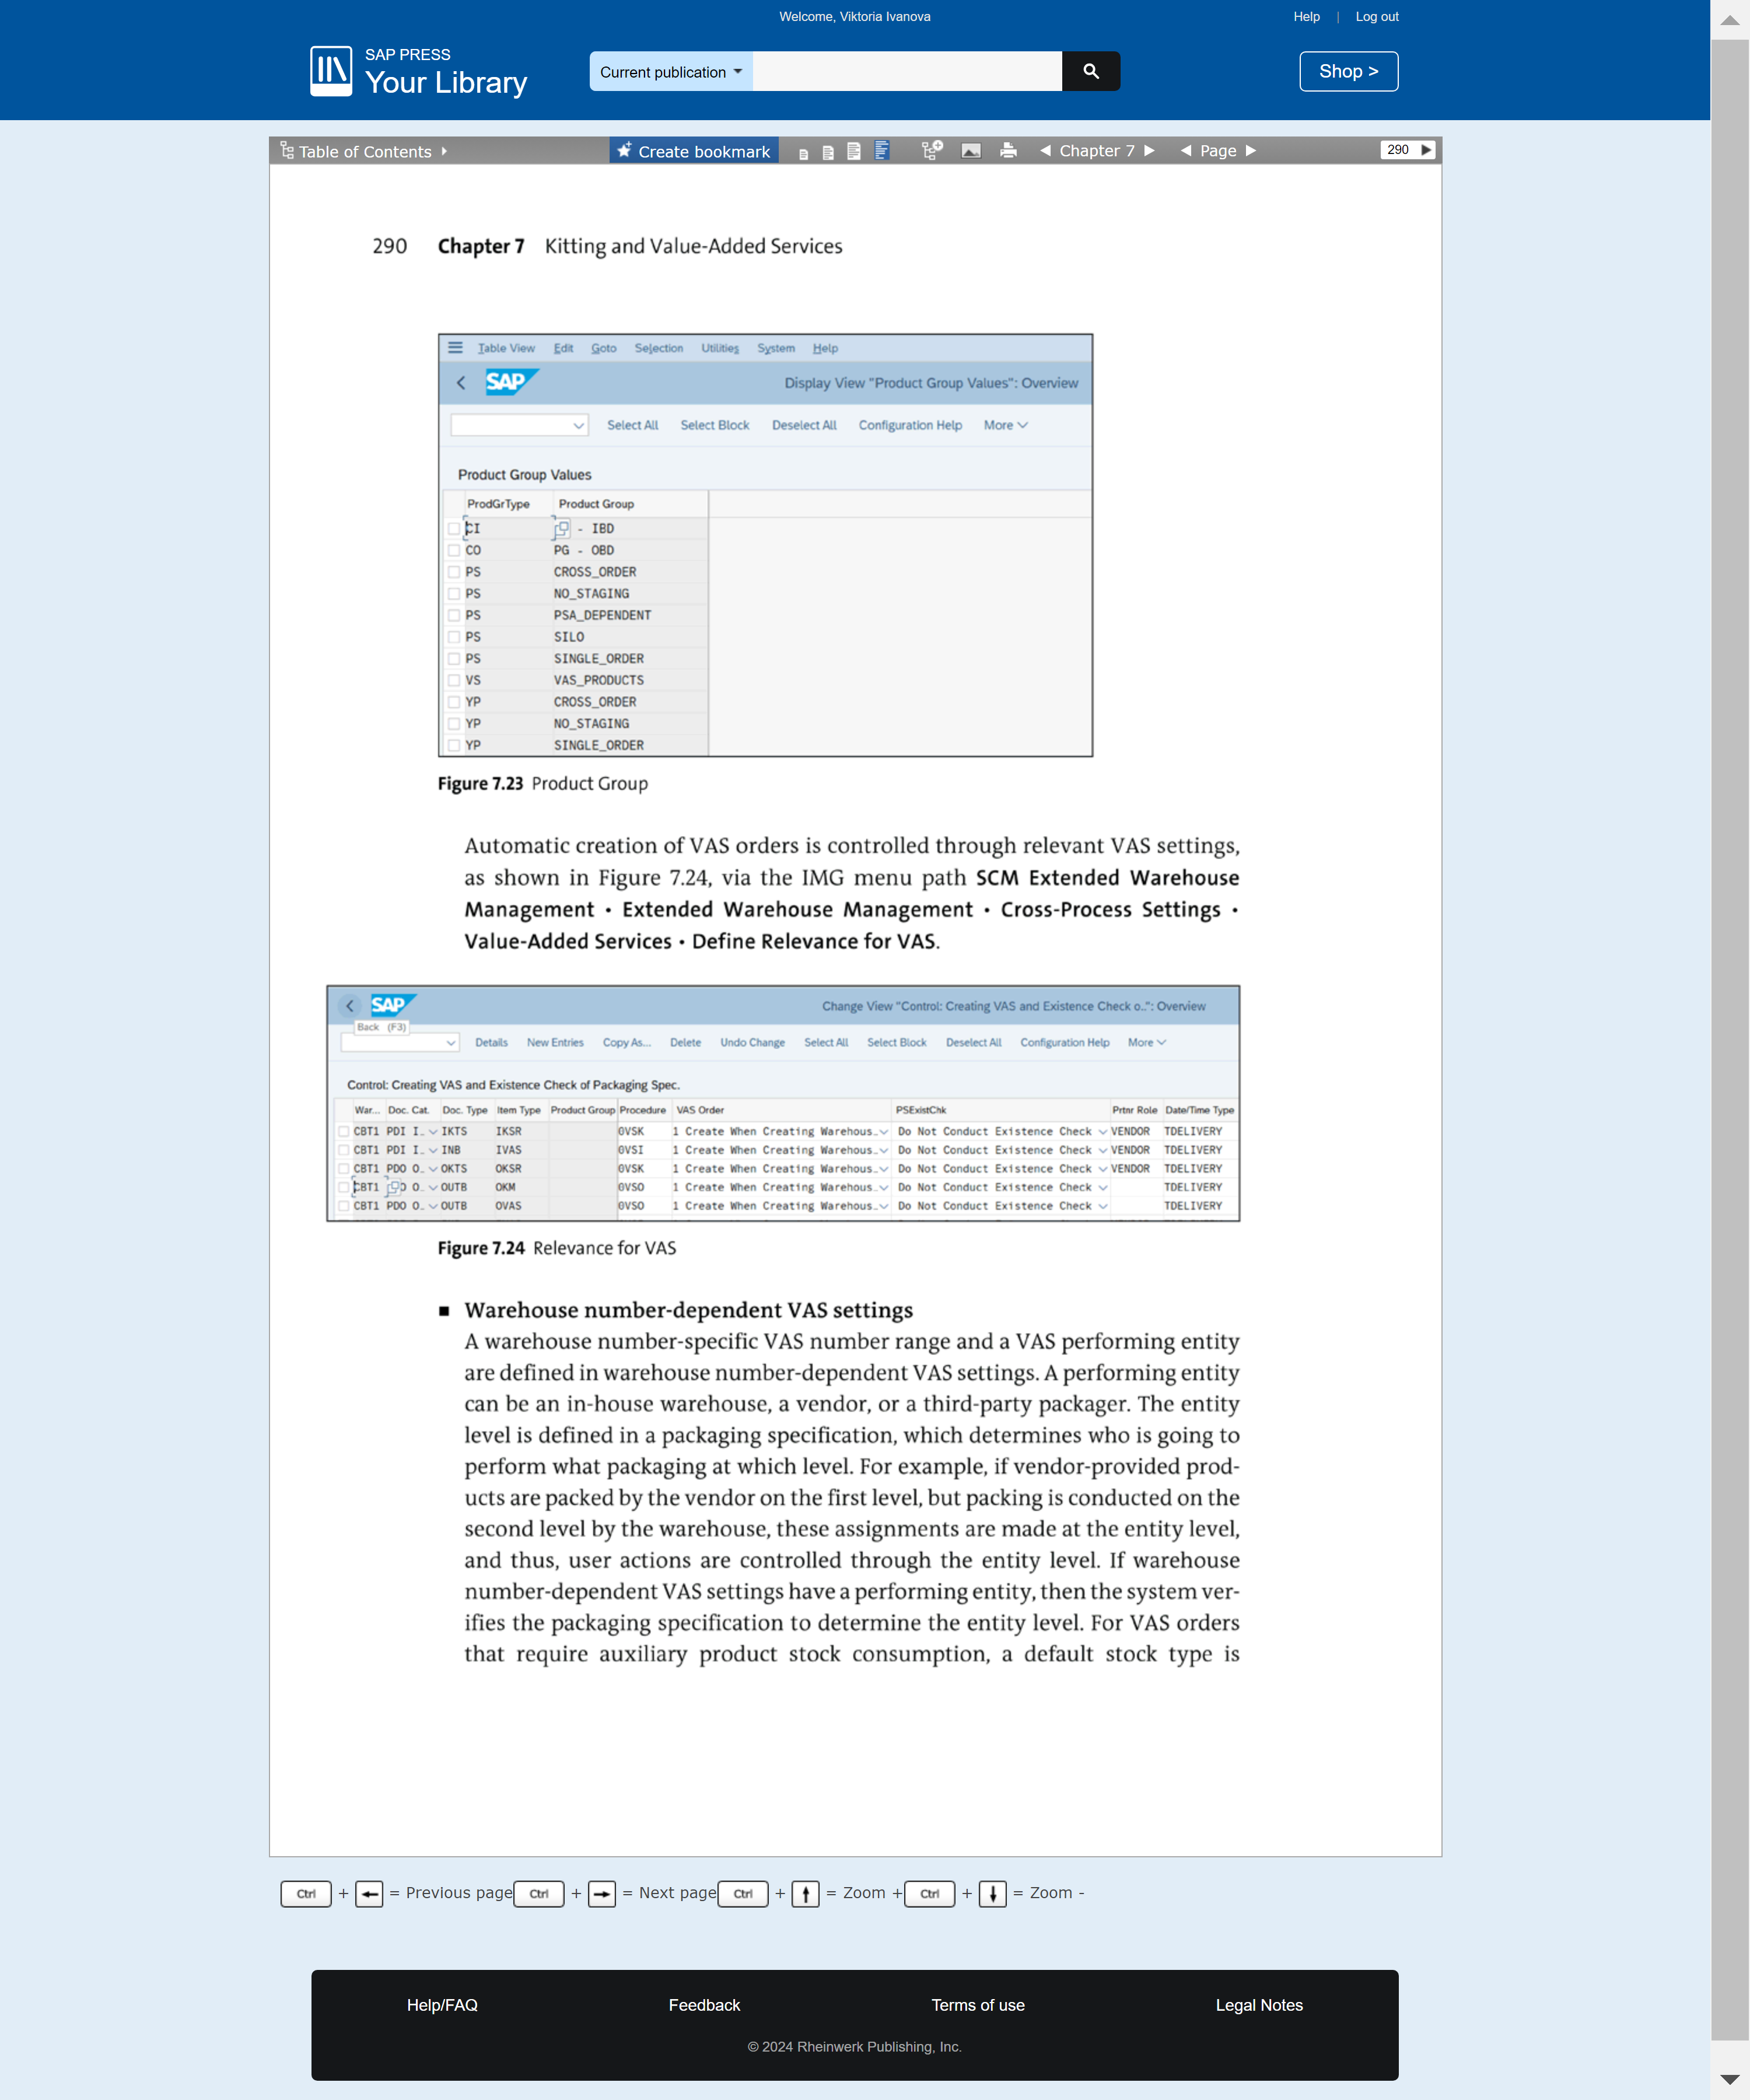 Welcome, Viktoria Ivanova
Help | Log out
SAP PRESS
Your Library
Current publication
Shop >
Table of Contents
Create bookmark
Chapter 7
Page
290
290 Chapter 7 Kitting and Value-Added Services
Table View Edit Goto Selection Utilities System Help
SAP
Display View "Product Group Values": Overview
Select All Select Block Deselect All Configuration Help More
Product Group Values
ProdGrType Product Group
CI - IBD
CO PG - OBD
PS CROSS_ORDER
PS NO_STAGING
PS PSA_DEPENDENT
PS SILO
PS SINGLE_ORDER
VS VAS_PRODUCTS
YP CROSS_ORDER
YP NO_STAGING
YP SINGLE_ORDER
Figure 7.23 Product Group
Automatic creation of VAS orders is controlled through relevant VAS settings,
as shown in Figure 7.24, via the IMG menu path SCM Extended Warehouse
Management • Extended Warehouse Management • Cross-Process Settings •
Value-Added Services • Define Relevance for VAS.
SAP
Change View "Control: Creating VAS and Existence Check o..": Overview
Back (F3)
Details New Entries Copy As... Delete Undo Change Select All Select Block Deselect All Configuration Help More
Control: Creating VAS and Existence Check of Packaging Spec.
War... Doc. Cat. Doc. Type Item Type Product Group Procedure VAS Order PSExistChk Prtnr Role Date/Time Type
CBT1 PDI I… IKTS IKSR 0VSK 1 Create When Creating Warehous… Do Not Conduct Existence Check VENDOR TDELIVERY
CBT1 PDI I… INB IVAS 0VSI 1 Create When Creating Warehous… Do Not Conduct Existence Check VENDOR TDELIVERY
CBT1 PDO O… OKTS OKSR 0VSK 1 Create When Creating Warehous… Do Not Conduct Existence Check VENDOR TDELIVERY
CBT1 O O… OUTB OKM 0VSO 1 Create When Creating Warehous… Do Not Conduct Existence Check TDELIVERY
CBT1 PDO O… OUTB OVAS 0VSO 1 Create When Creating Warehous… Do Not Conduct Existence Check TDELIVERY
Figure 7.24 Relevance for VAS
■ Warehouse number-dependent VAS settings
A warehouse number-specific VAS number range and a VAS performing entity
are defined in warehouse number-dependent VAS settings. A performing entity
can be an in-house warehouse, a vendor, or a third-party packager. The entity
level is defined in a packaging specification, which determines who is going to
perform what packaging at which level. For example, if vendor-provided prod-
ucts are packed by the vendor on the first level, but packing is conducted on the
second level by the warehouse, these assignments are made at the entity level,
and thus, user actions are controlled through the entity level. If warehouse
number-dependent VAS settings have a performing entity, then the system ver-
ifies the packaging specification to determine the entity level. For VAS orders
that require auxiliary product stock consumption, a default stock type is
Ctrl + ← = Previous page Ctrl + → = Next page Ctrl + ↑ = Zoom + Ctrl + ↓ = Zoom -
Help/FAQ Feedback Terms of use Legal Notes
© 2024 Rheinwerk Publishing, Inc.